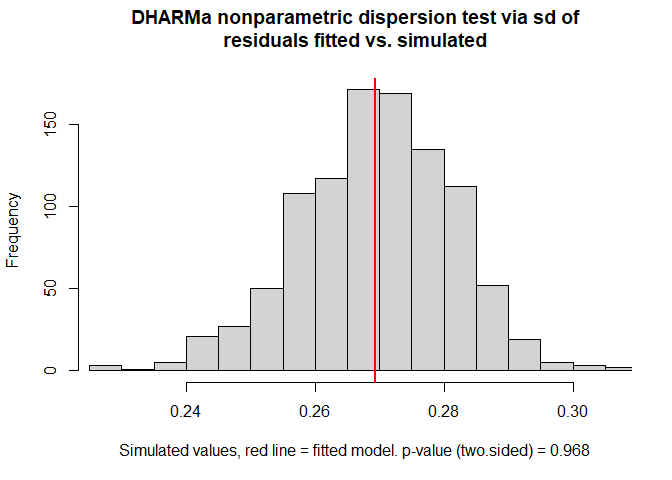 DHARMa nonparametric dispersion test via sd of
residuals fitted vs. simulated
Frequency
150
100
50
0
0.24 0.26 0.28 0.30
Simulated values, red line = fitted model. p-value (two.sided) = 0.968